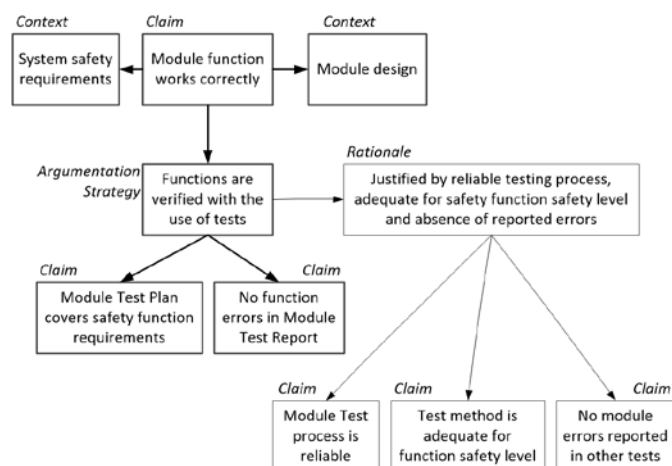 Context
Claim
Context
System safety
requirements
Module function
works correctly
Module design
Argumentation
Strategy
Functions are
verified with the
use of tests
Rationale
Justified by reliable testing process,
adequate for safety function safety level
and absence of reported errors
Claim
Claim
Module Test Plan
covers safety function
requirements
No function
errors in Module
Test Report
Claim
Claim
Claim
Module Test
process is
reliable
Test method is
adequate for
function safety level
No module
errors reported
in other tests